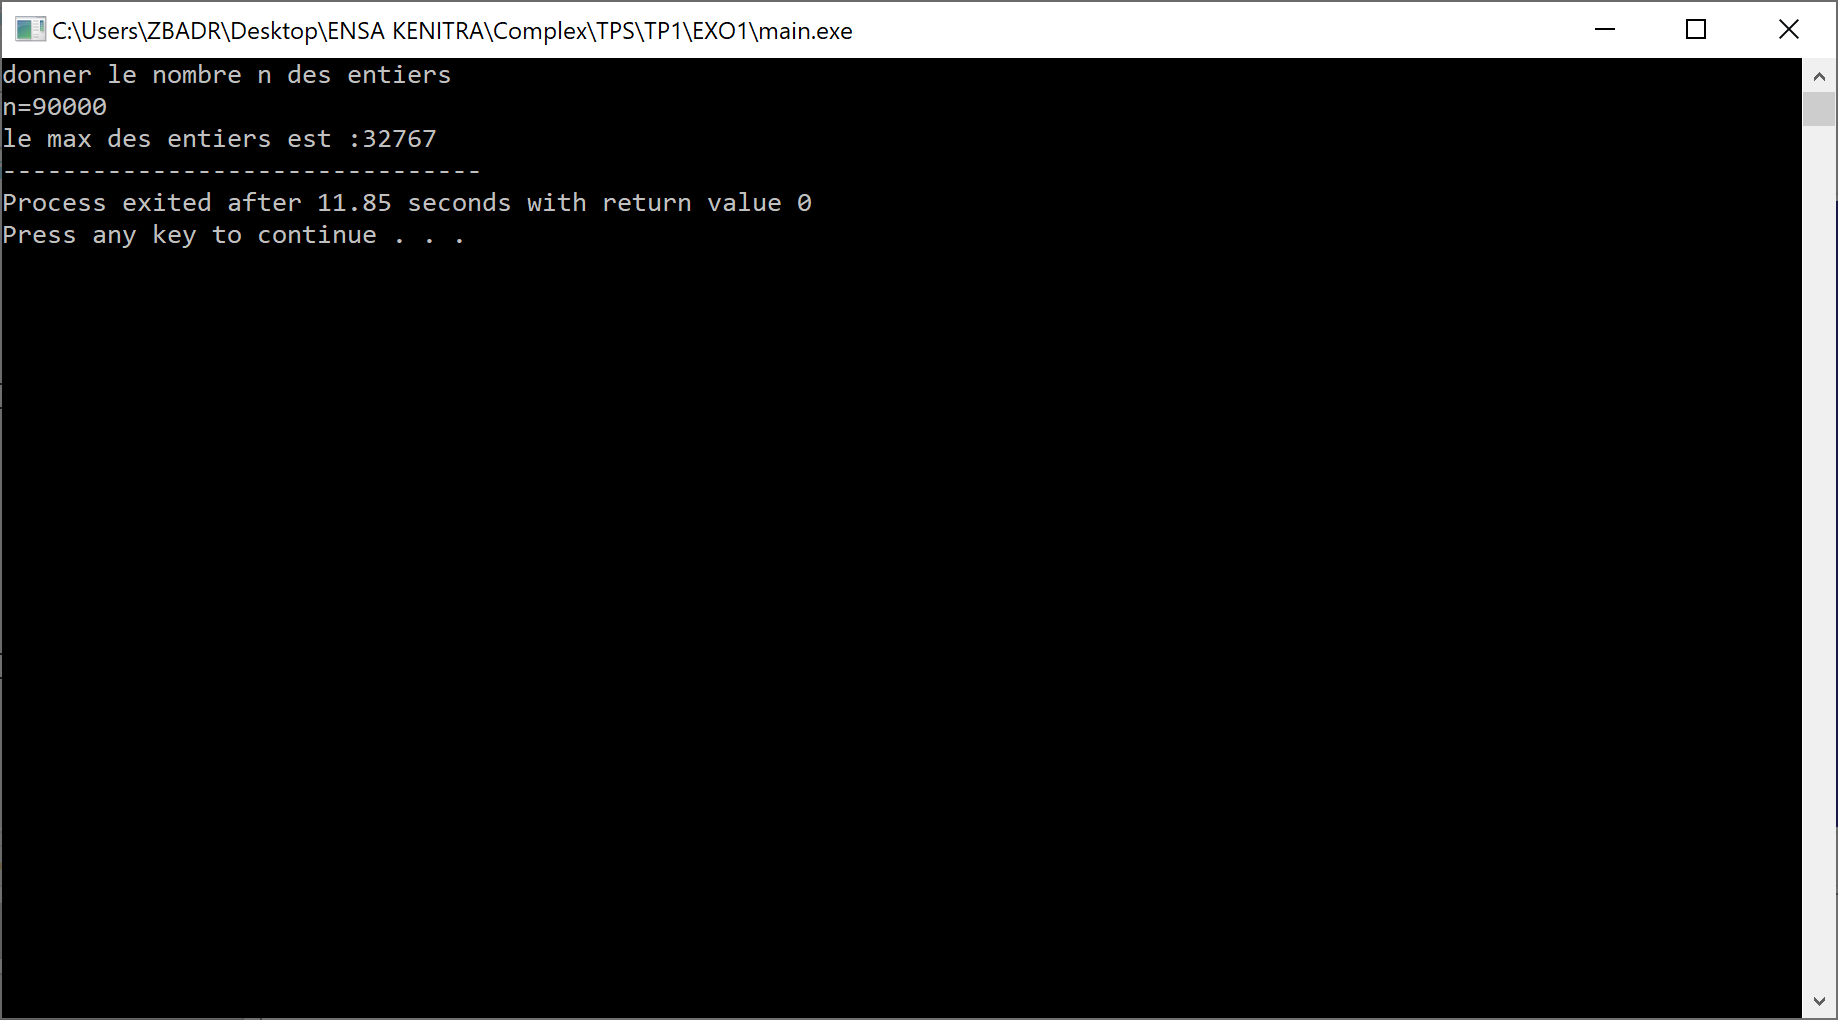 C:\Users\ZBADR\Desktop\ENSA KENITRA\Complex\TPS\TP1\EXO1\main.exe
donner le nombre n des entiers
n=90000
le max des entiers est :32767
--------------------------------
Process exited after 11.85 seconds with return value 0
Press any key to continue . . .